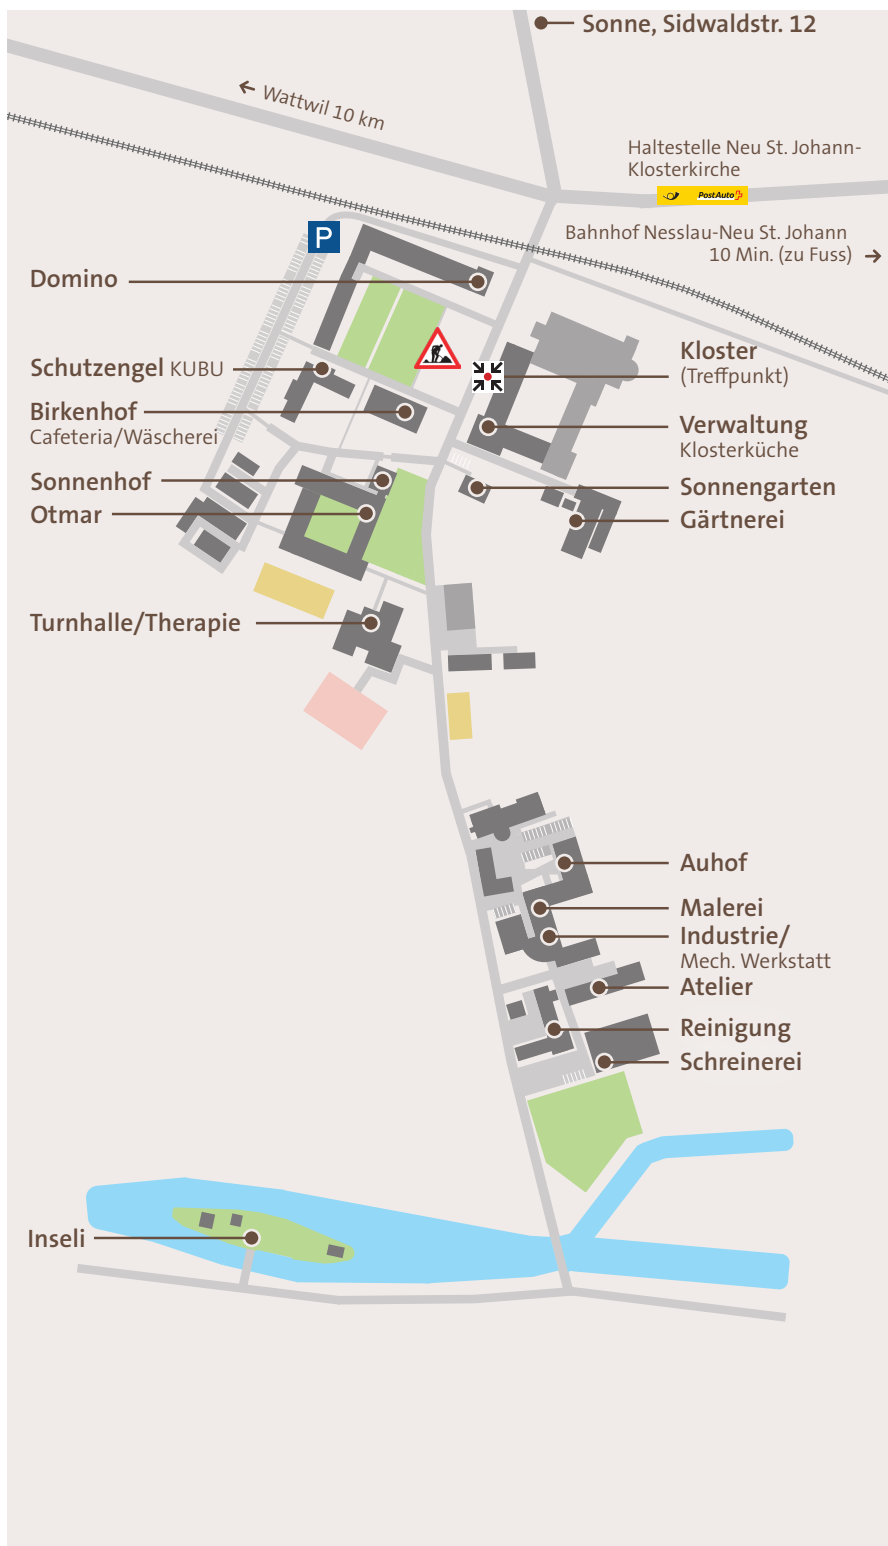 Sonne, Sidwaldstr. 12
← Wattwil 10 km
Haltestelle Neu St. Johann-
Klosterkirche
PostAuto
Bahnhof Nesslau-Neu St. Johann
10 Min. (zu Fuss) →
P
Domino
Schutzengel KUBU
Birkenhof
Cafeteria/Wäscherei
Sonnenhof
Otmar
Turnhalle/Therapie
Kloster
(Treffpunkt)
Verwaltung
Klosterküche
Sonnengarten
Gärtnerei
Auhof
Malerei
Industrie/
Mech. Werkstatt
Atelier
Reinigung
Schreinerei
Inseli